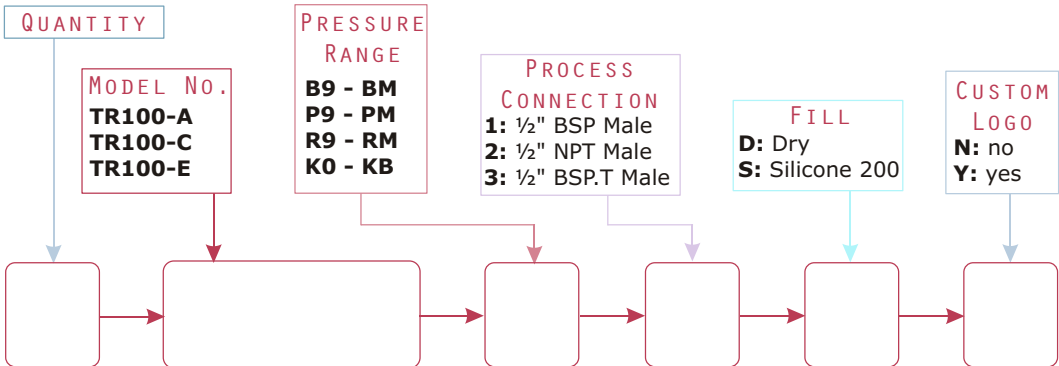 QUANTITY
MODEL NO.
TR100-A
TR100-C
TR100-E
PRESSURE
RANGE
B9 - BM
P9 - PM
R9 - RM
K0 - KB
PROCESS
CONNECTION
1: ½" BSP Male
2: ½" NPT Male
3: ½" BSP.T Male
FILL
D: Dry
S: Silicone 200
CUSTOM
LOGO
N: no
Y: yes